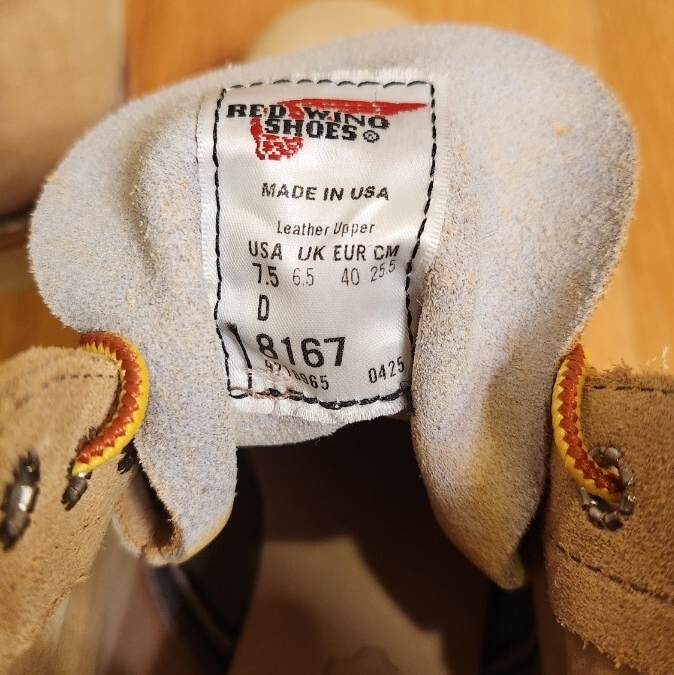 RED WING
SHOES®
MADE IN USA
Leather Upper
USA UK EUR CM
7.5 6.5 40 25.5
D
8167
0425